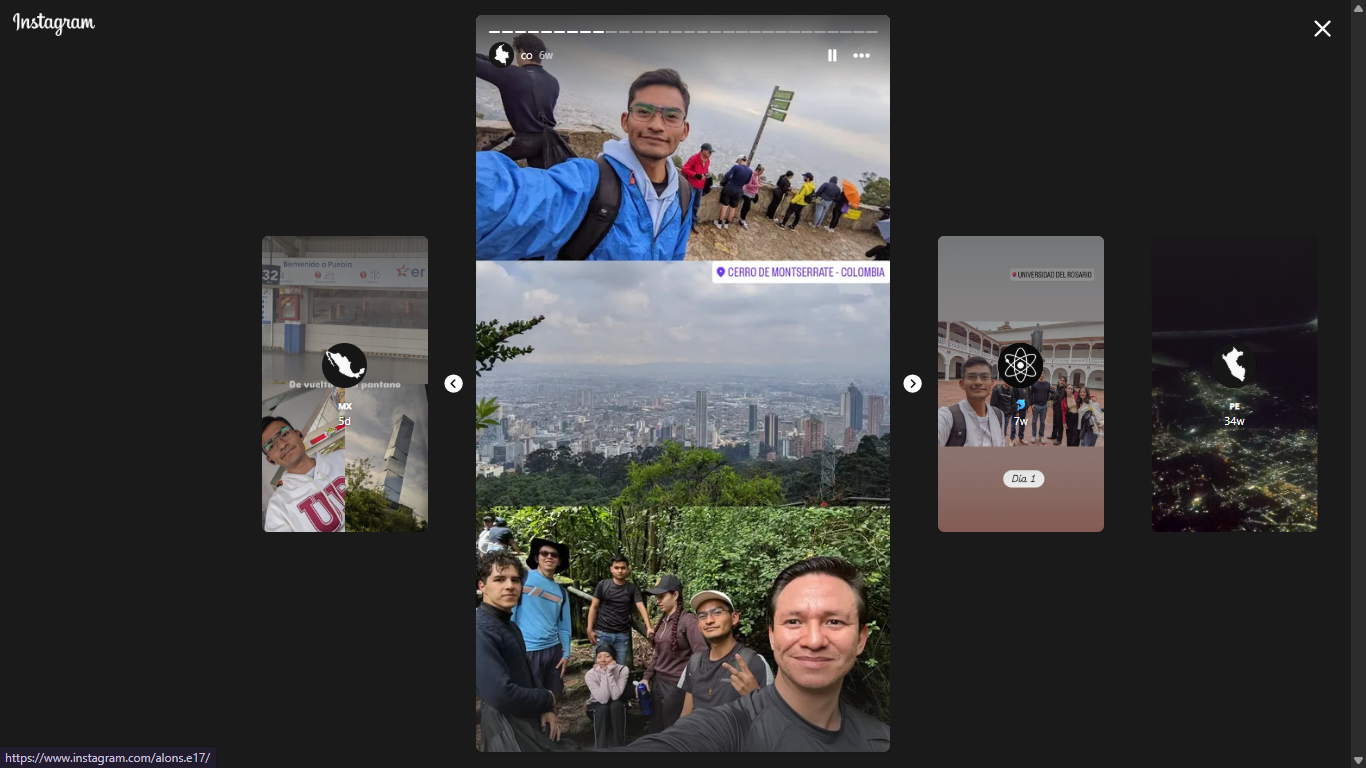 Instagram
co 6w
CERRO DE MONTSERRATE - COLOMBIA
32
Bienvenido a Puebla
er
De vuelta
pantano
MX
5d
UNIVERSIDAD DEL ROSARIO
7w
Día 1
PE
34w
https://www.instagram.com/alons.e17/